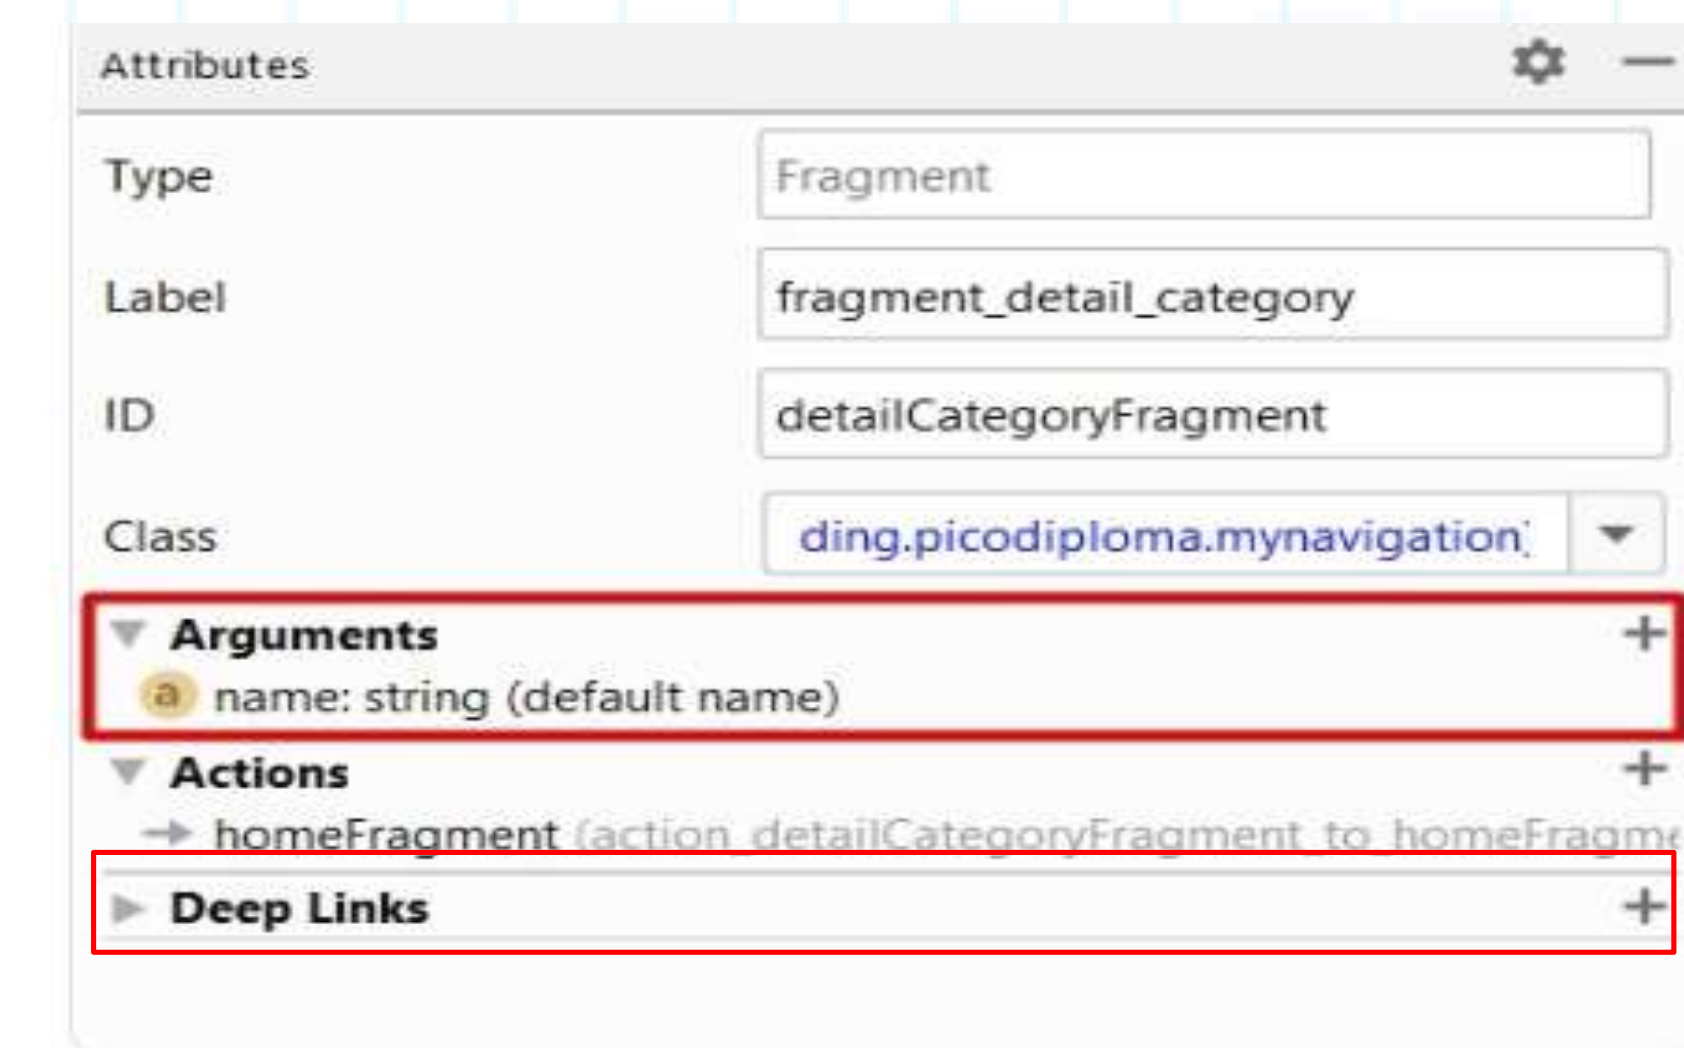 Attributes
Type Fragment
Label fragment_detail_category
ID detailCategoryFragment
Class ding.picodiploma.mynavigation
Arguments +
a name: string (default name)
Actions +
homeFragment (action_detailCategoryFragment_to_homeFragme
Deep Links +